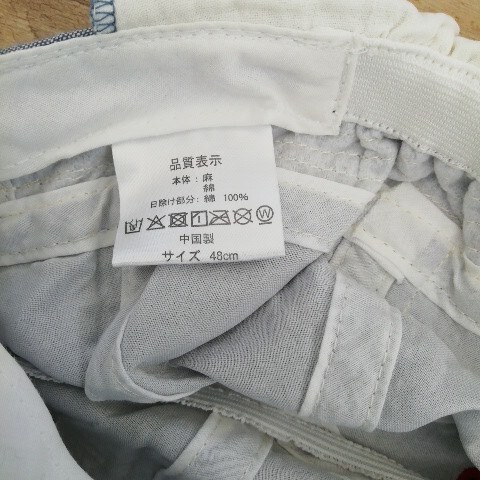 品質表示
本体：麻
綿
日除け部分：綿 100%
中国製
サイズ 48cm